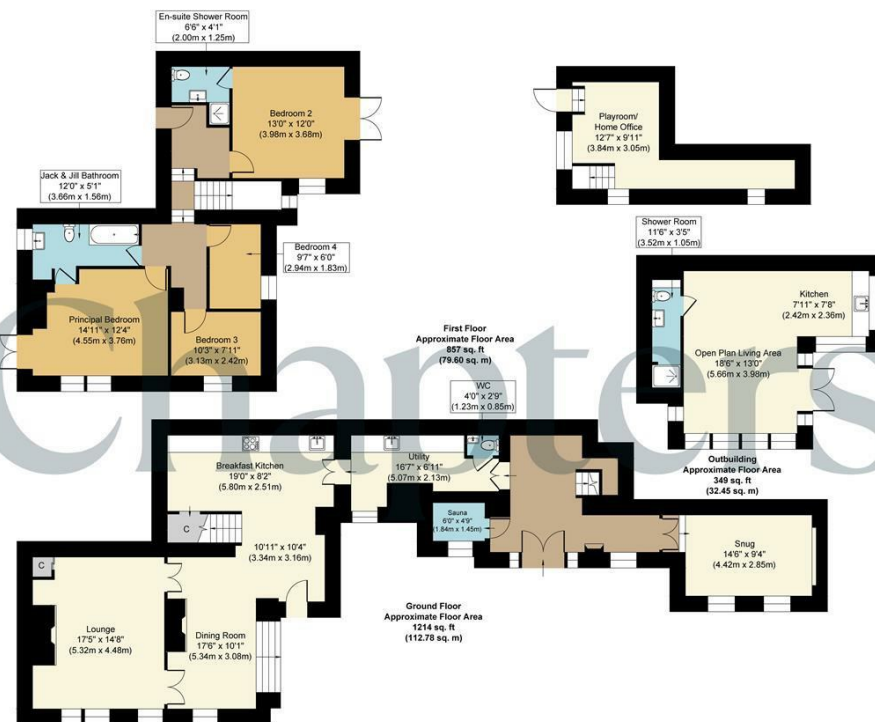 En-suite Shower Room
6'6" x 4'1"
(2.00m x 1.25m)
Bedroom 2
13'0" x 12'0"
(3.98m x 3.68m)
Playroom/
Home Office
12'7" x 9'11"
(3.84m x 3.05m)
Jack & Jill Bathroom
12'0" x 5'1"
(3.66m x 1.56m)
Bedroom 4
9'7" x 6'0"
(2.94m x 1.83m)
Principal Bedroom
14'11" x 12'4"
(4.55m x 3.76m)
Bedroom 3
10'3" x 7'11"
(3.13m x 2.42m)
First Floor
Approximate Floor Area
857 sq. ft
(79.60 sq. m)
Shower Room
11'6" x 3'5"
(3.52m x 1.05m)
Kitchen
7'11" x 7'8"
(2.42m x 2.36m)
Open Plan Living Area
18'6" x 13'0"
(5.66m x 3.98m)
Outbuilding
Approximate Floor Area
349 sq. ft
(32.45 sq. m)
Chapters
WC
4'0" x 2'9"
(1.23m x 0.85m)
Breakfast Kitchen
19'0" x 8'2"
(5.80m x 2.51m)
Utility
16'7" x 6'11"
(5.07m x 2.13m)
Sauna
6'0" x 4'9"
(1.84m x 1.45m)
C
10'11" x 10'4"
(3.34m x 3.16m)
Snug
14'6" x 9'4"
(4.42m x 2.85m)
C
Lounge
17'5" x 14'8"
(5.32m x 4.48m)
Dining Room
17'6" x 10'1"
(5.34m x 3.08m)
Ground Floor
Approximate Floor Area
1214 sq. ft
(112.78 sq. m)